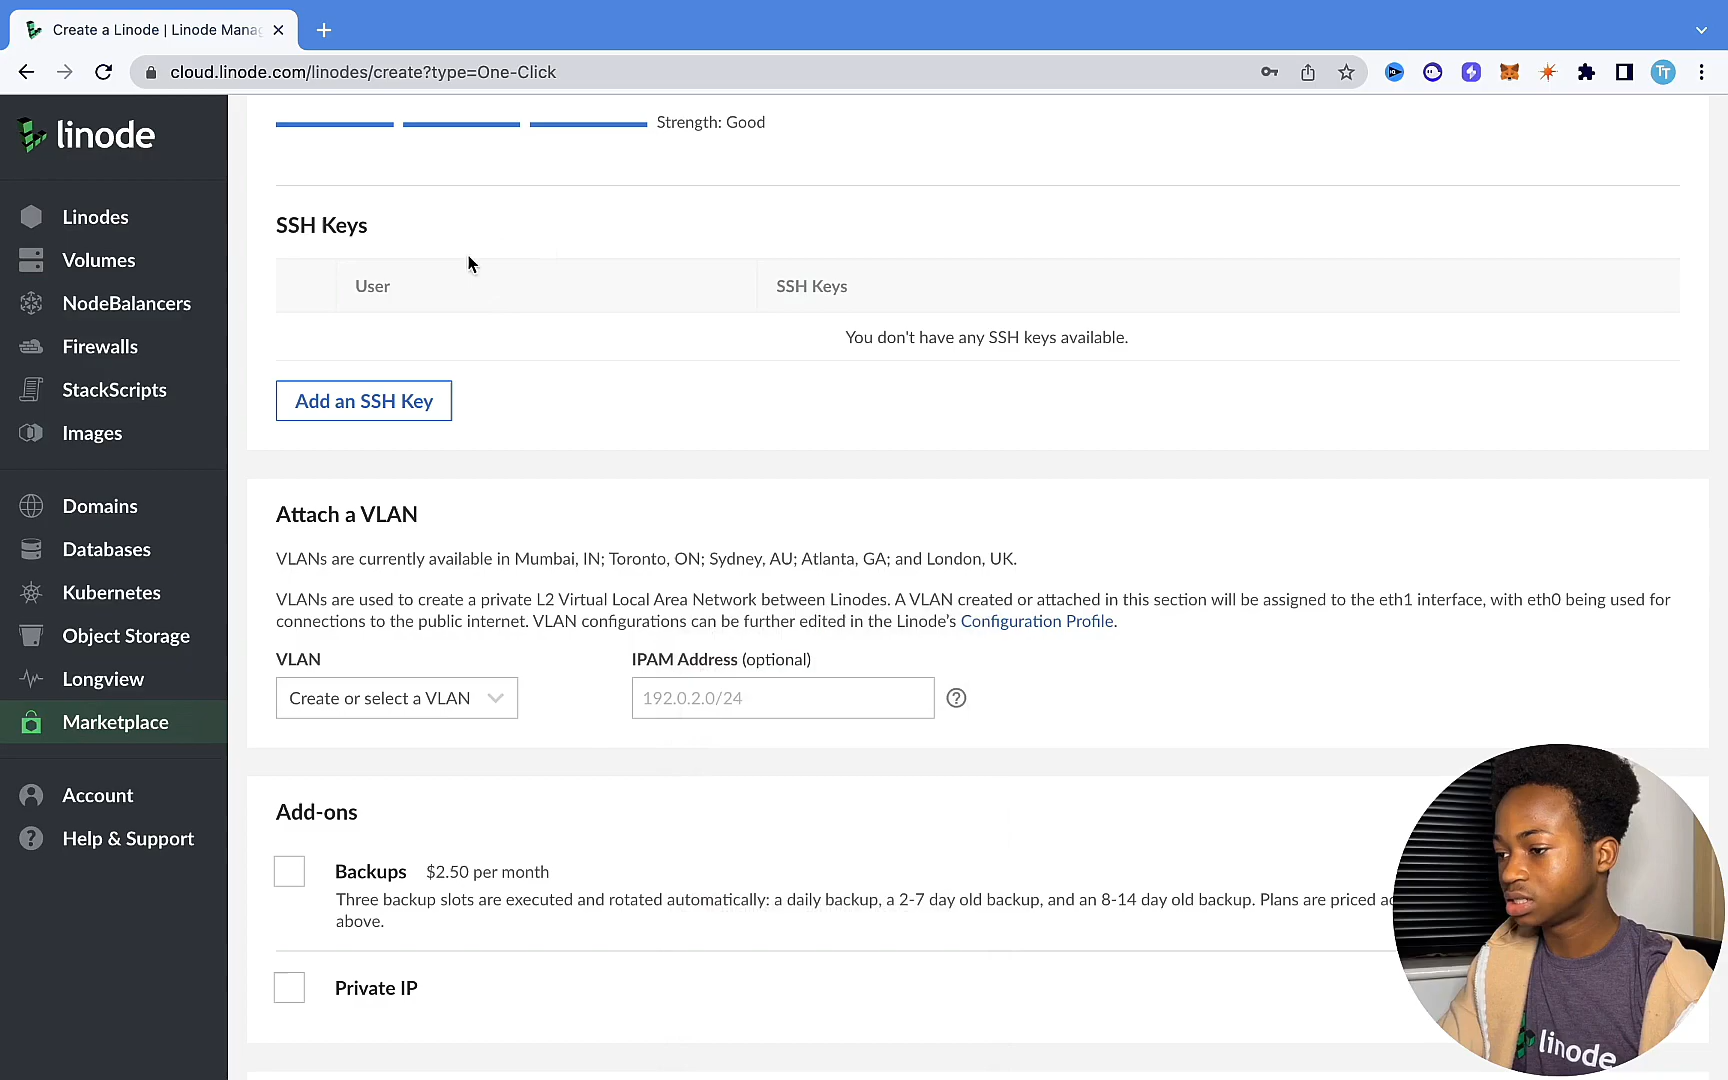 Create a Linode | Linode Mana
cloud.linode.com/linodes/create?type=One-Click
TT
linode
Linodes
Volumes
NodeBalancers
Firewalls
StackScripts
Images
Domains
Databases
Kubernetes
Object Storage
Longview
Marketplace
Account
Help & Support
Strength: Good
SSH Keys
User SSH Keys
You don't have any SSH keys available.
Add an SSH Key
Attach a VLAN
VLANs are currently available in Mumbai, IN; Toronto, ON; Sydney, AU; Atlanta, GA; and London, UK.
VLANs are used to create a private L2 Virtual Local Area Network between Linodes. A VLAN created or attached in this section will be assigned to the eth1 interface, with eth0 being used for
connections to the public internet. VLAN configurations can be further edited in the Linode's Configuration Profile.
VLAN IPAM Address (optional)
Create or select a VLAN 192.0.2.0/24
Add-ons
Backups $2.50 per month
Three backup slots are executed and rotated automatically: a daily backup, a 2-7 day old backup, and an 8-14 day old backup. Plans are priced
above.
Private IP
linode